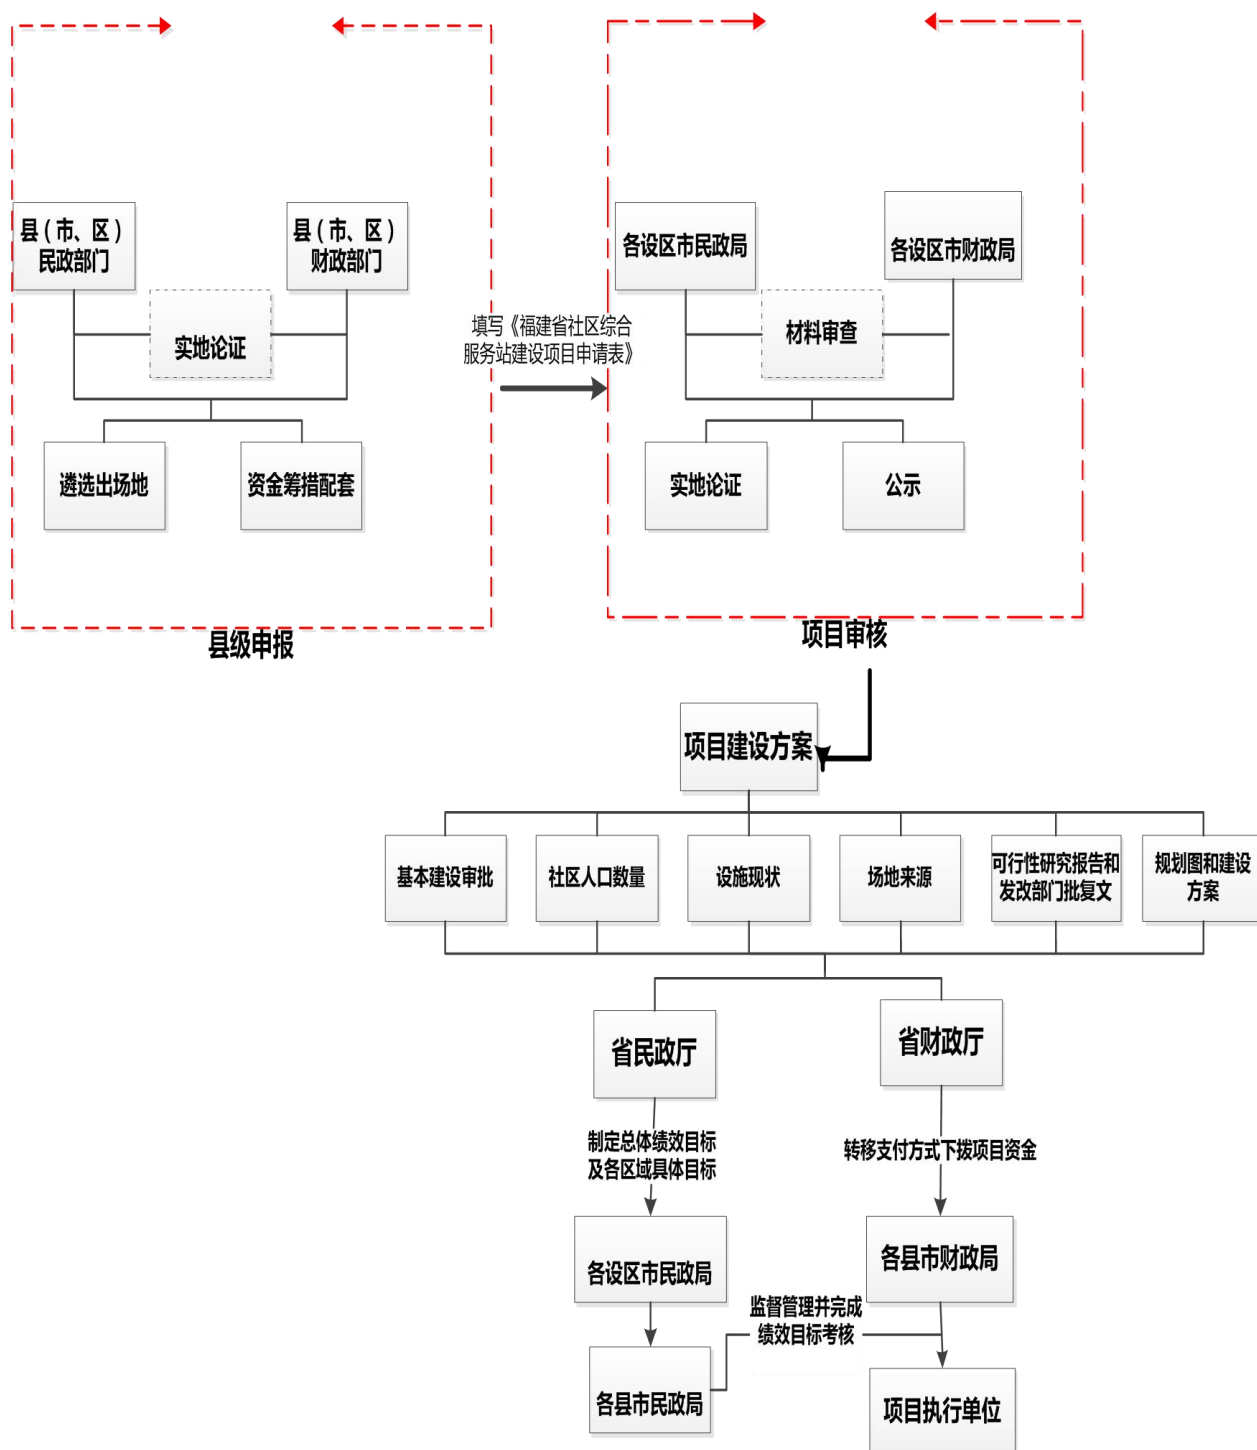 县（市、区）
民政部门
县（市、区）
财政部门
实地论证
遴选出场地
资金筹措配套
县级申报
填写《福建省社区综合
服务站建设项目申请表》
各设区市民政局
各设区市财政局
材料审查
实地论证
公示
项目审核
项目建设方案
基本建设审批
社区人口数量
设施现状
场地来源
可行性研究报告和
发改部门批复文
规划图和建设
方案
省民政厅
省财政厅
制定总体绩效目标
及各区域具体目标
转移支付方式下拨项目资金
各设区市民政局
各县市财政局
监督管理并完成
绩效目标考核
各县市民政局
项目执行单位